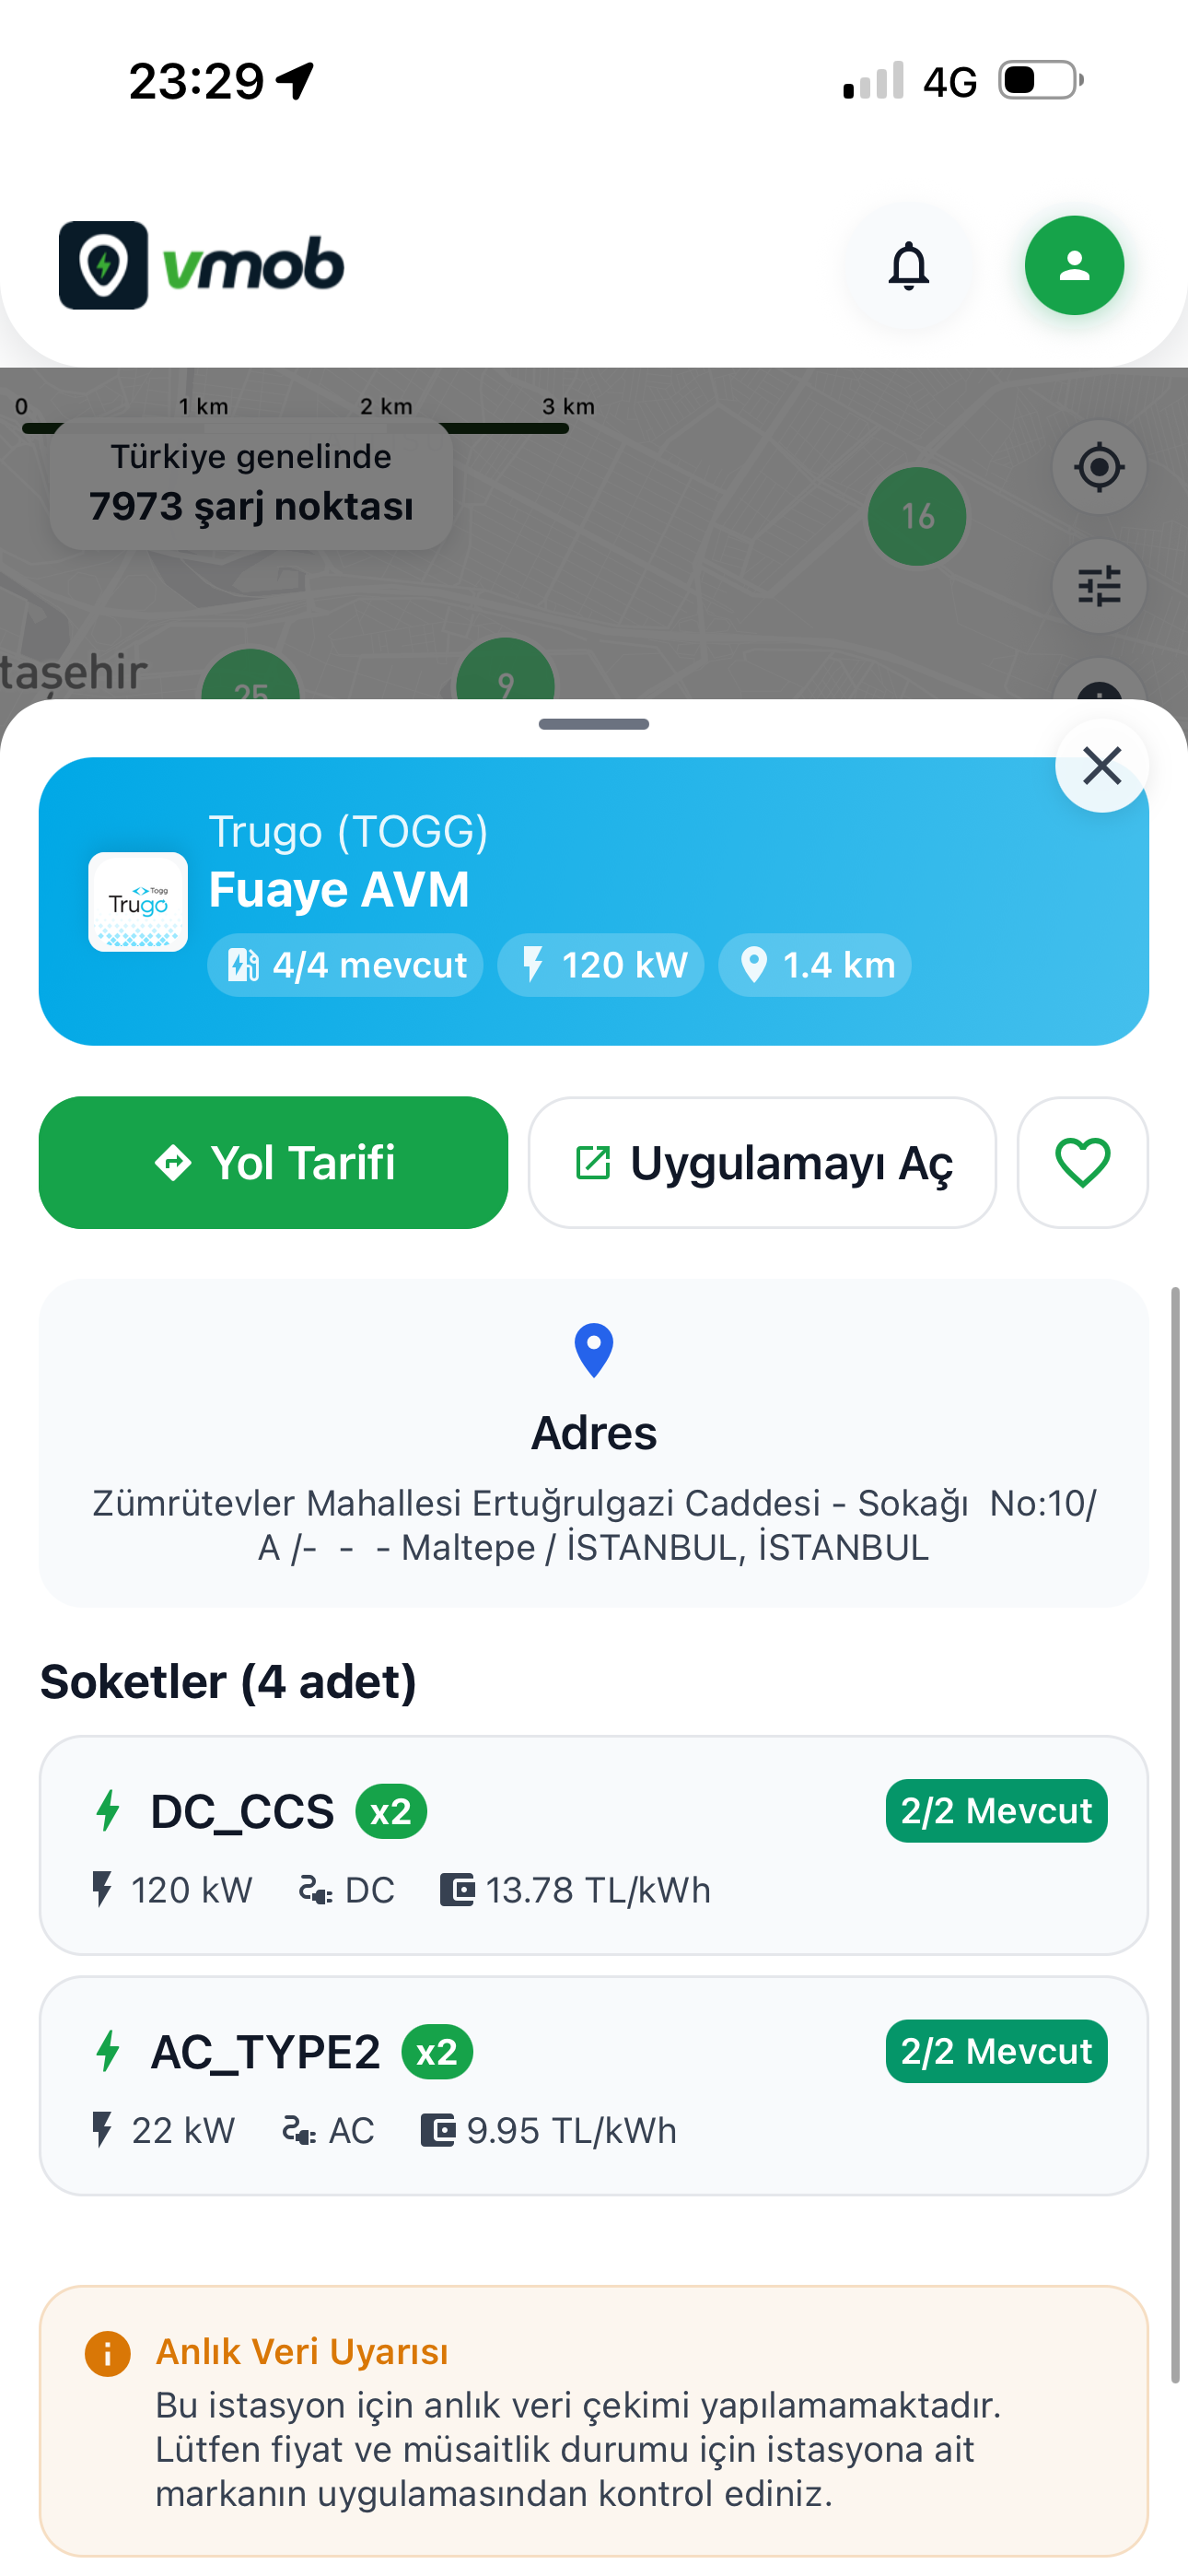 23:29
4G
vmob
0 1 km 2 km 3 km
Türkiye genelinde
7973 şarj noktası
16
taşehir
25
9
Trugo (TOGG)
Fuaye AVM
Togg
Trugo
4/4 mevcut 120 kW 1.4 km
Yol Tarifi
Uygulamayı Aç
Adres
Zümrütevler Mahallesi Ertuğrulgazi Caddesi - Sokağı No:10/
A /- - - Maltepe / İSTANBUL, İSTANBUL
Soketler (4 adet)
DC_CCS x2 2/2 Mevcut
120 kW DC 13.78 TL/kWh
AC_TYPE2 x2 2/2 Mevcut
22 kW AC 9.95 TL/kWh
Anlık Veri Uyarısı
Bu istasyon için anlık veri çekimi yapılamamaktadır.
Lütfen fiyat ve müsaitlik durumu için istasyona ait
markanın uygulamasından kontrol ediniz.